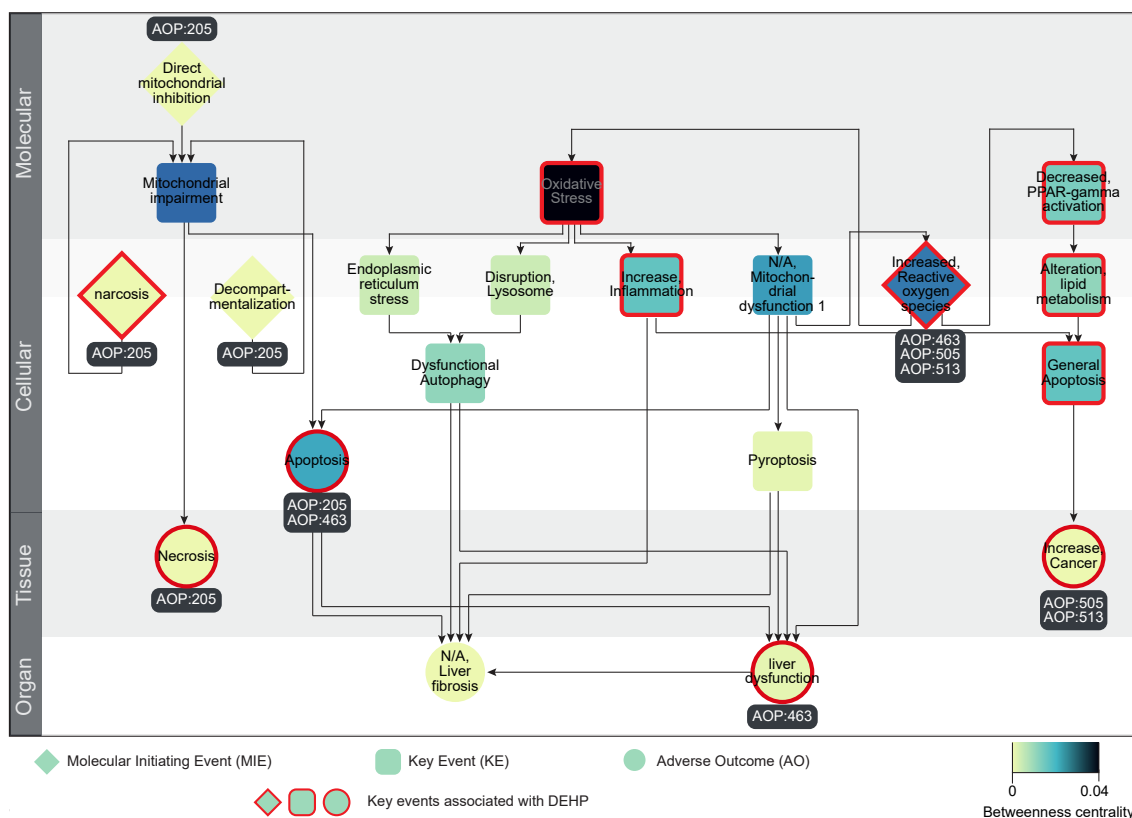 AOP:205
Direct
mitochondrial
inhibition
Molecular
Mitochondrial
impairment
Oxidative
Stress
Decreased,
PPAR-gamma
activation
narcosis
AOP:205
Decompart-
mentalization
AOP:205
Endoplasmic
reticulum
stress
Disruption,
Lysosome
Increase,
Inflammation
N/A,
Mitochon-
drial
dysfunction 1
Increased,
Reactive
oxygen
species
AOP:463
AOP:505
AOP:513
Alteration,
lipid
metabolism
Cellular
Dysfunctional
Autophagy
General
Apoptosis
Apoptosis
AOP:205
AOP:463
Pyroptosis
Tissue
Necrosis
AOP:205
Increase,
Cancer
AOP:505
AOP:513
Organ
N/A,
Liver
fibrosis
liver
dysfunction
AOP:463
Molecular Initiating Event (MIE)
Key Event (KE)
Adverse Outcome (AO)
Key events associated with DEHP
0
0.04
Betweenness centrality